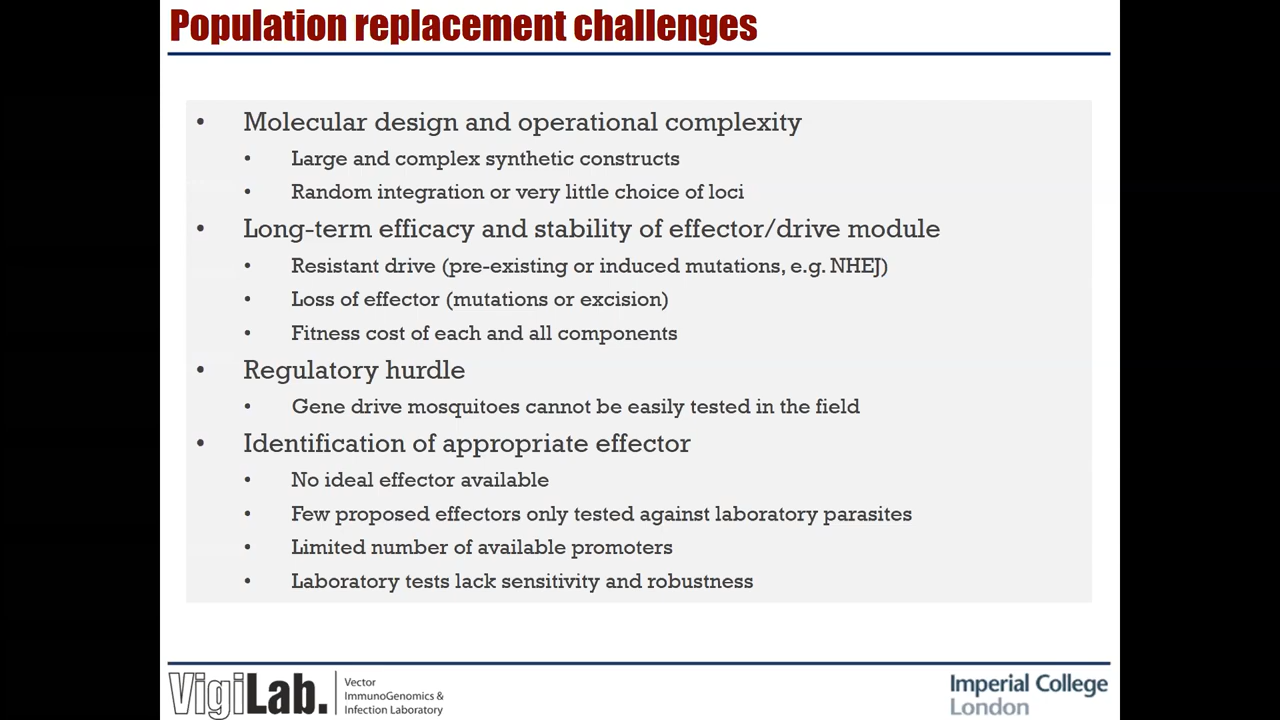 Population replacement challenges
• Molecular design and operational complexity
• Large and complex synthetic constructs
• Random integration or very little choice of loci
• Long-term efficacy and stability of effector/drive module
• Resistant drive (pre-existing or induced mutations, e.g. NHEJ)
• Loss of effector (mutations or excision)
• Fitness cost of each and all components
• Regulatory hurdle
• Gene drive mosquitoes cannot be easily tested in the field
• Identification of appropriate effector
• No ideal effector available
• Few proposed effectors only tested against laboratory parasites
• Limited number of available promoters
• Laboratory tests lack sensitivity and robustness
VigiLab.
Vector
ImmunoGenomics &
Infection Laboratory
Imperial College
London